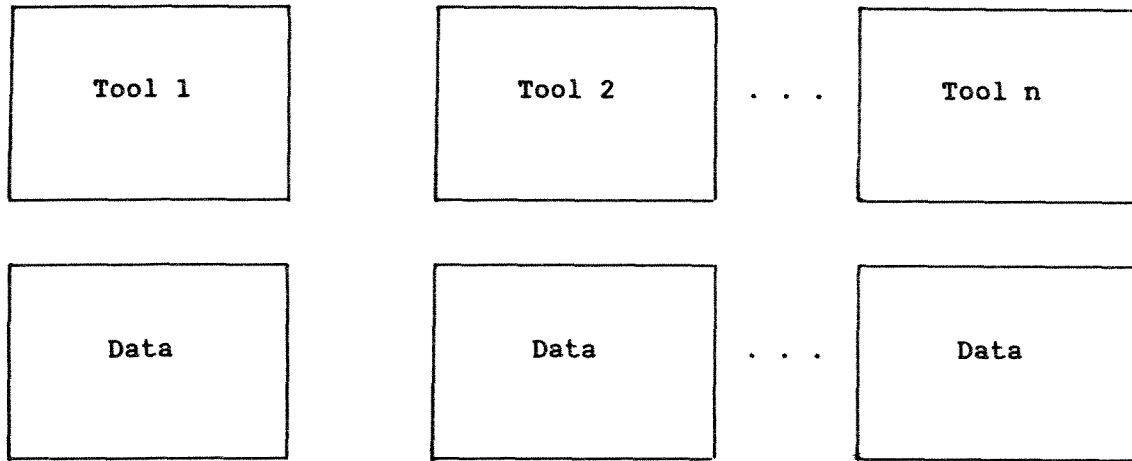 Tool 1 Tool 2 . . . Tool n
Data Data . . . Data